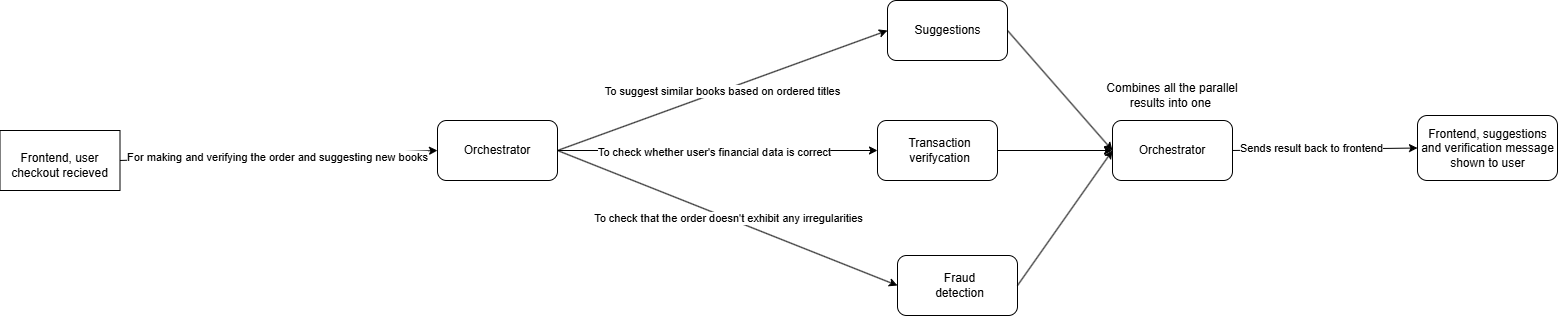 Frontend, user
checkout recieved
For making and verifying the order and suggesting new books
Orchestrator
To suggest similar books based on ordered titles
To check whether user's financial data is correct
To check that the order doesn't exhibit any irregularities
Suggestions
Transaction
verifycation
Fraud
detection
Combines all the parallel
results into one
Orchestrator
Sends result back to frontend
Frontend, suggestions
and verification message
shown to user